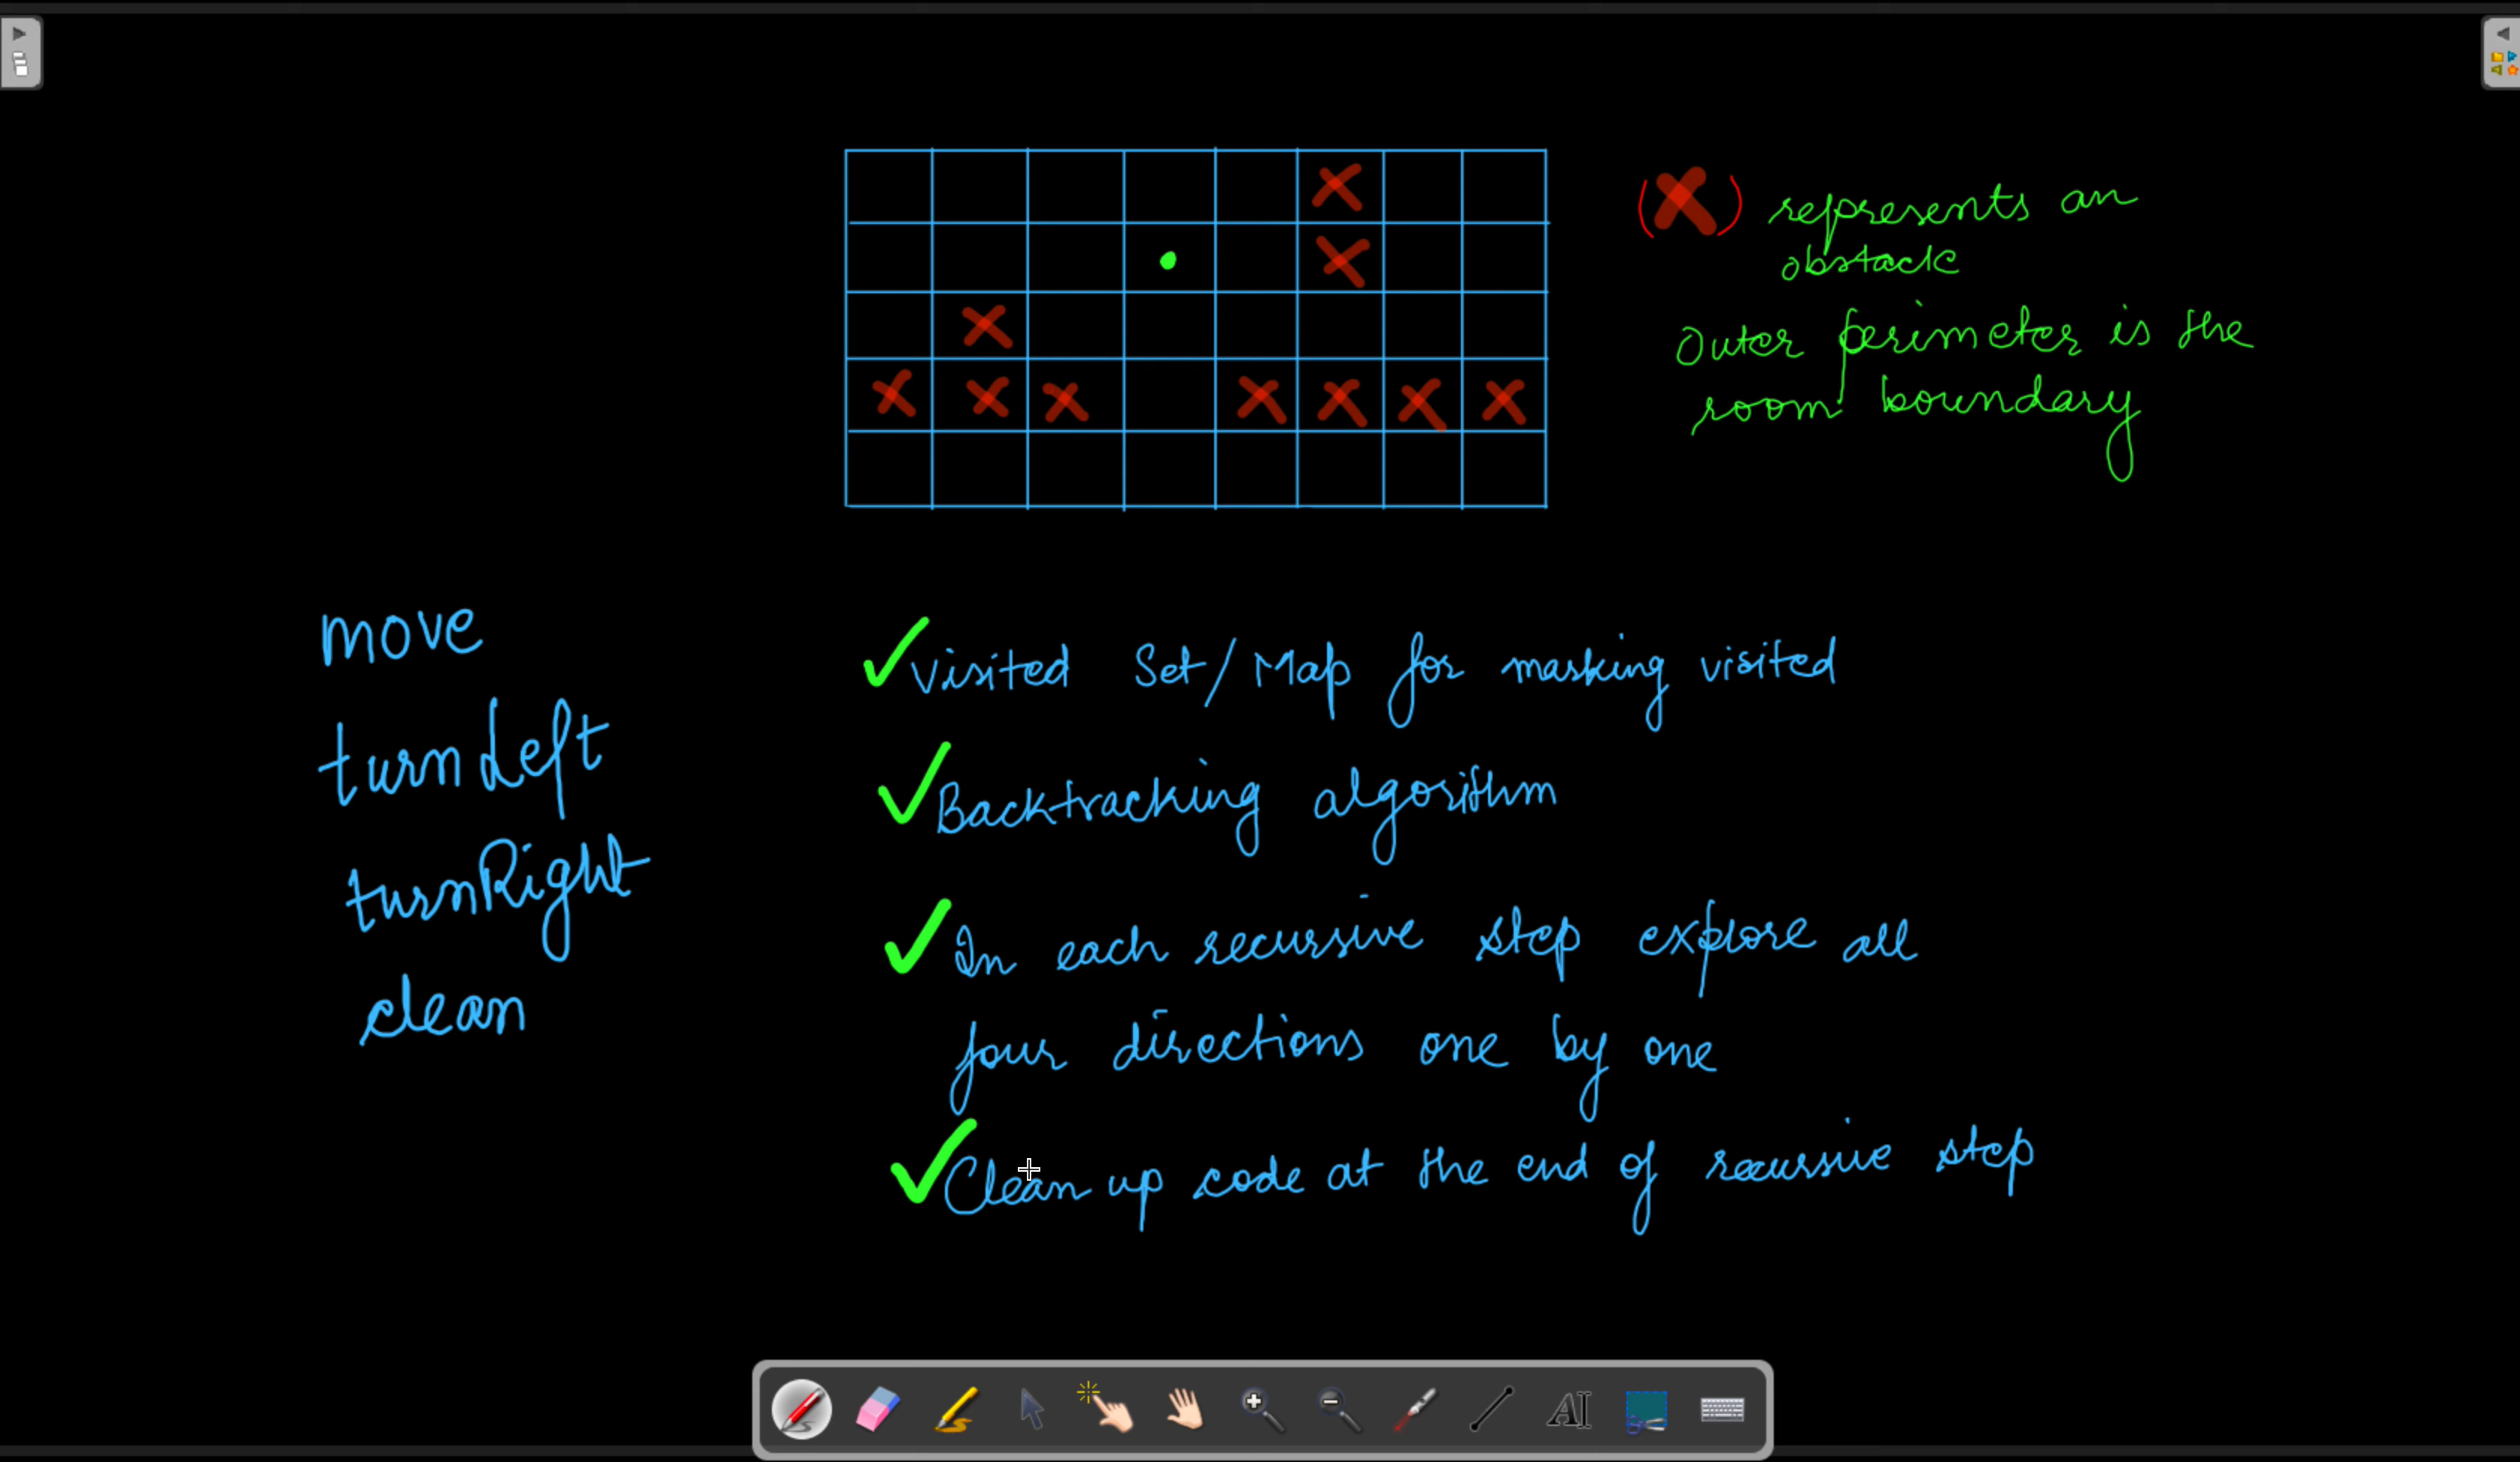 (X) represents an
obstacle
Outer perimeter is the
room boundary
move
turnLeft
turnRight
clean
Visited Set/Map for marking visited
Backtracking algorithm
In each recursive step explore all
four directions one by one
Clean up code at the end of recursive step
AI